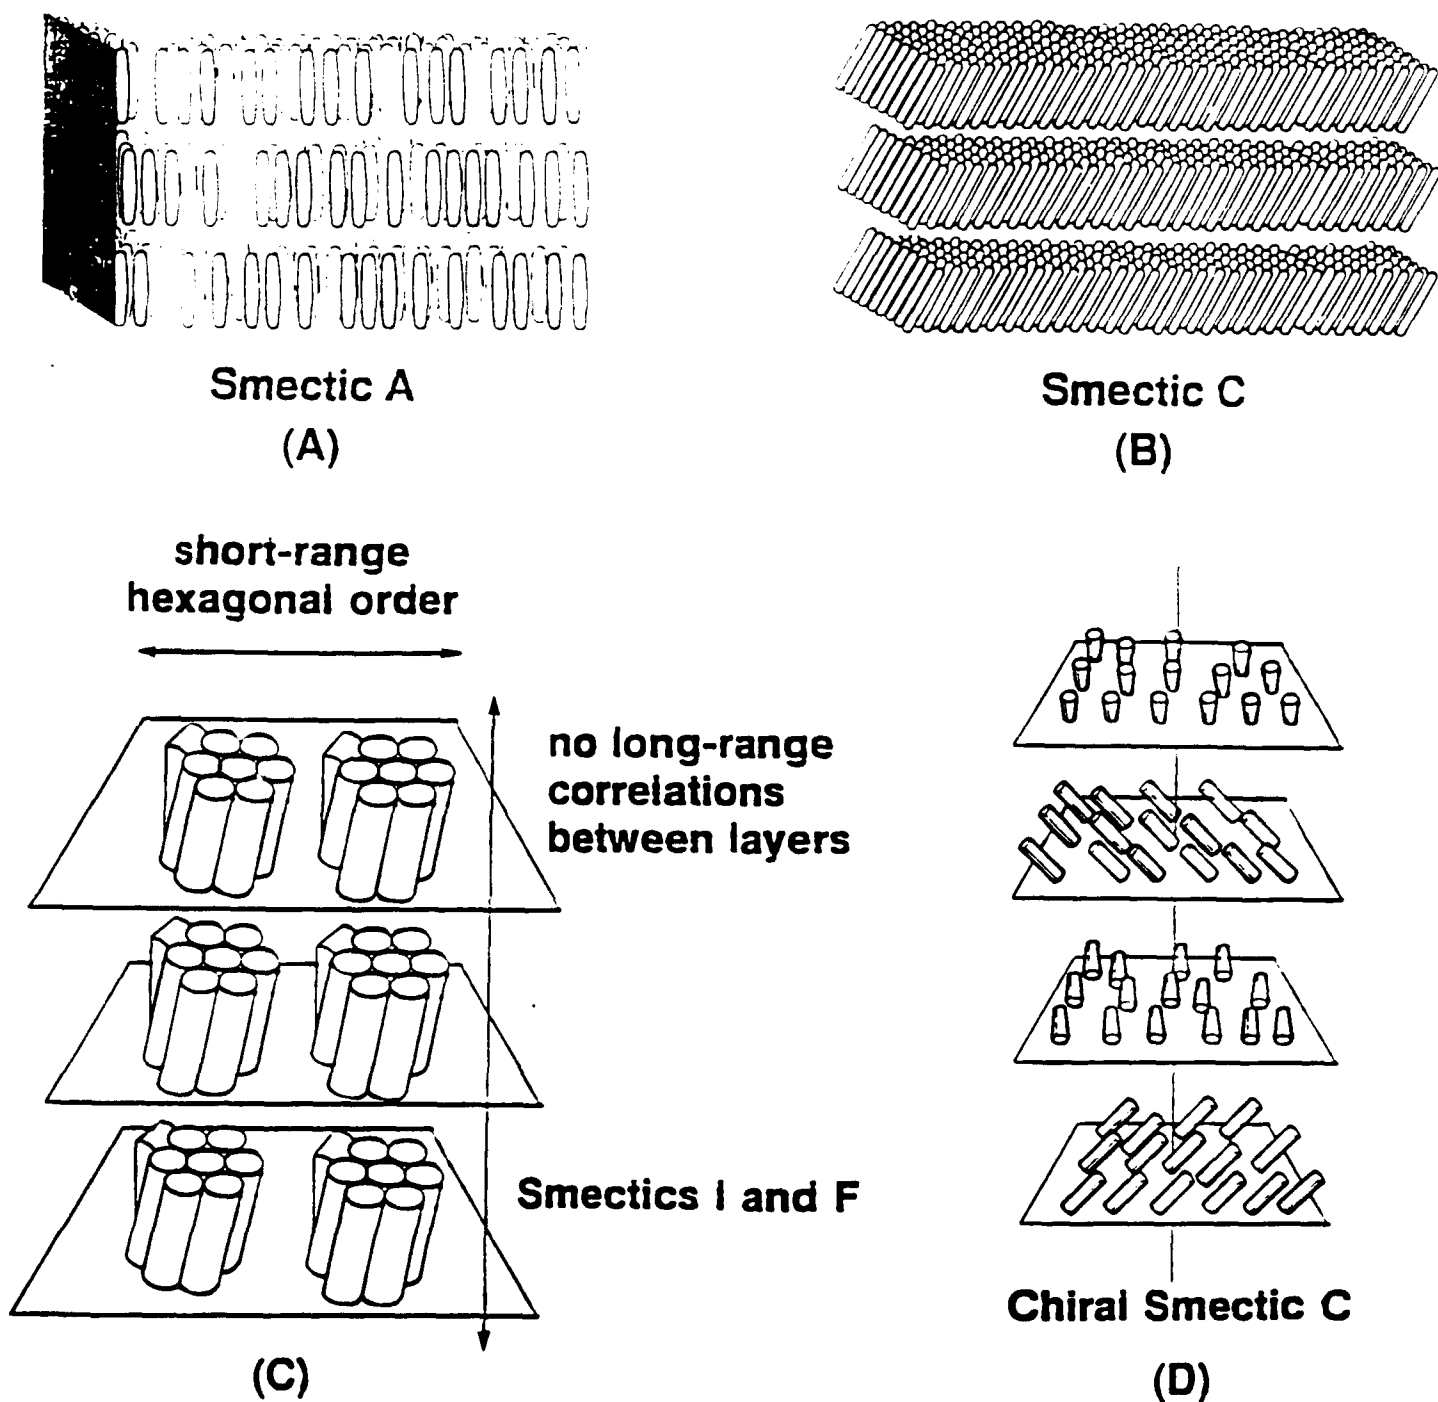 Smectic A
(A)
Smectic C
(B)
short-range
hexagonal order
no long-range
correlations
between layers
Smectics I and F
(C)
Chiral Smectic C
(D)